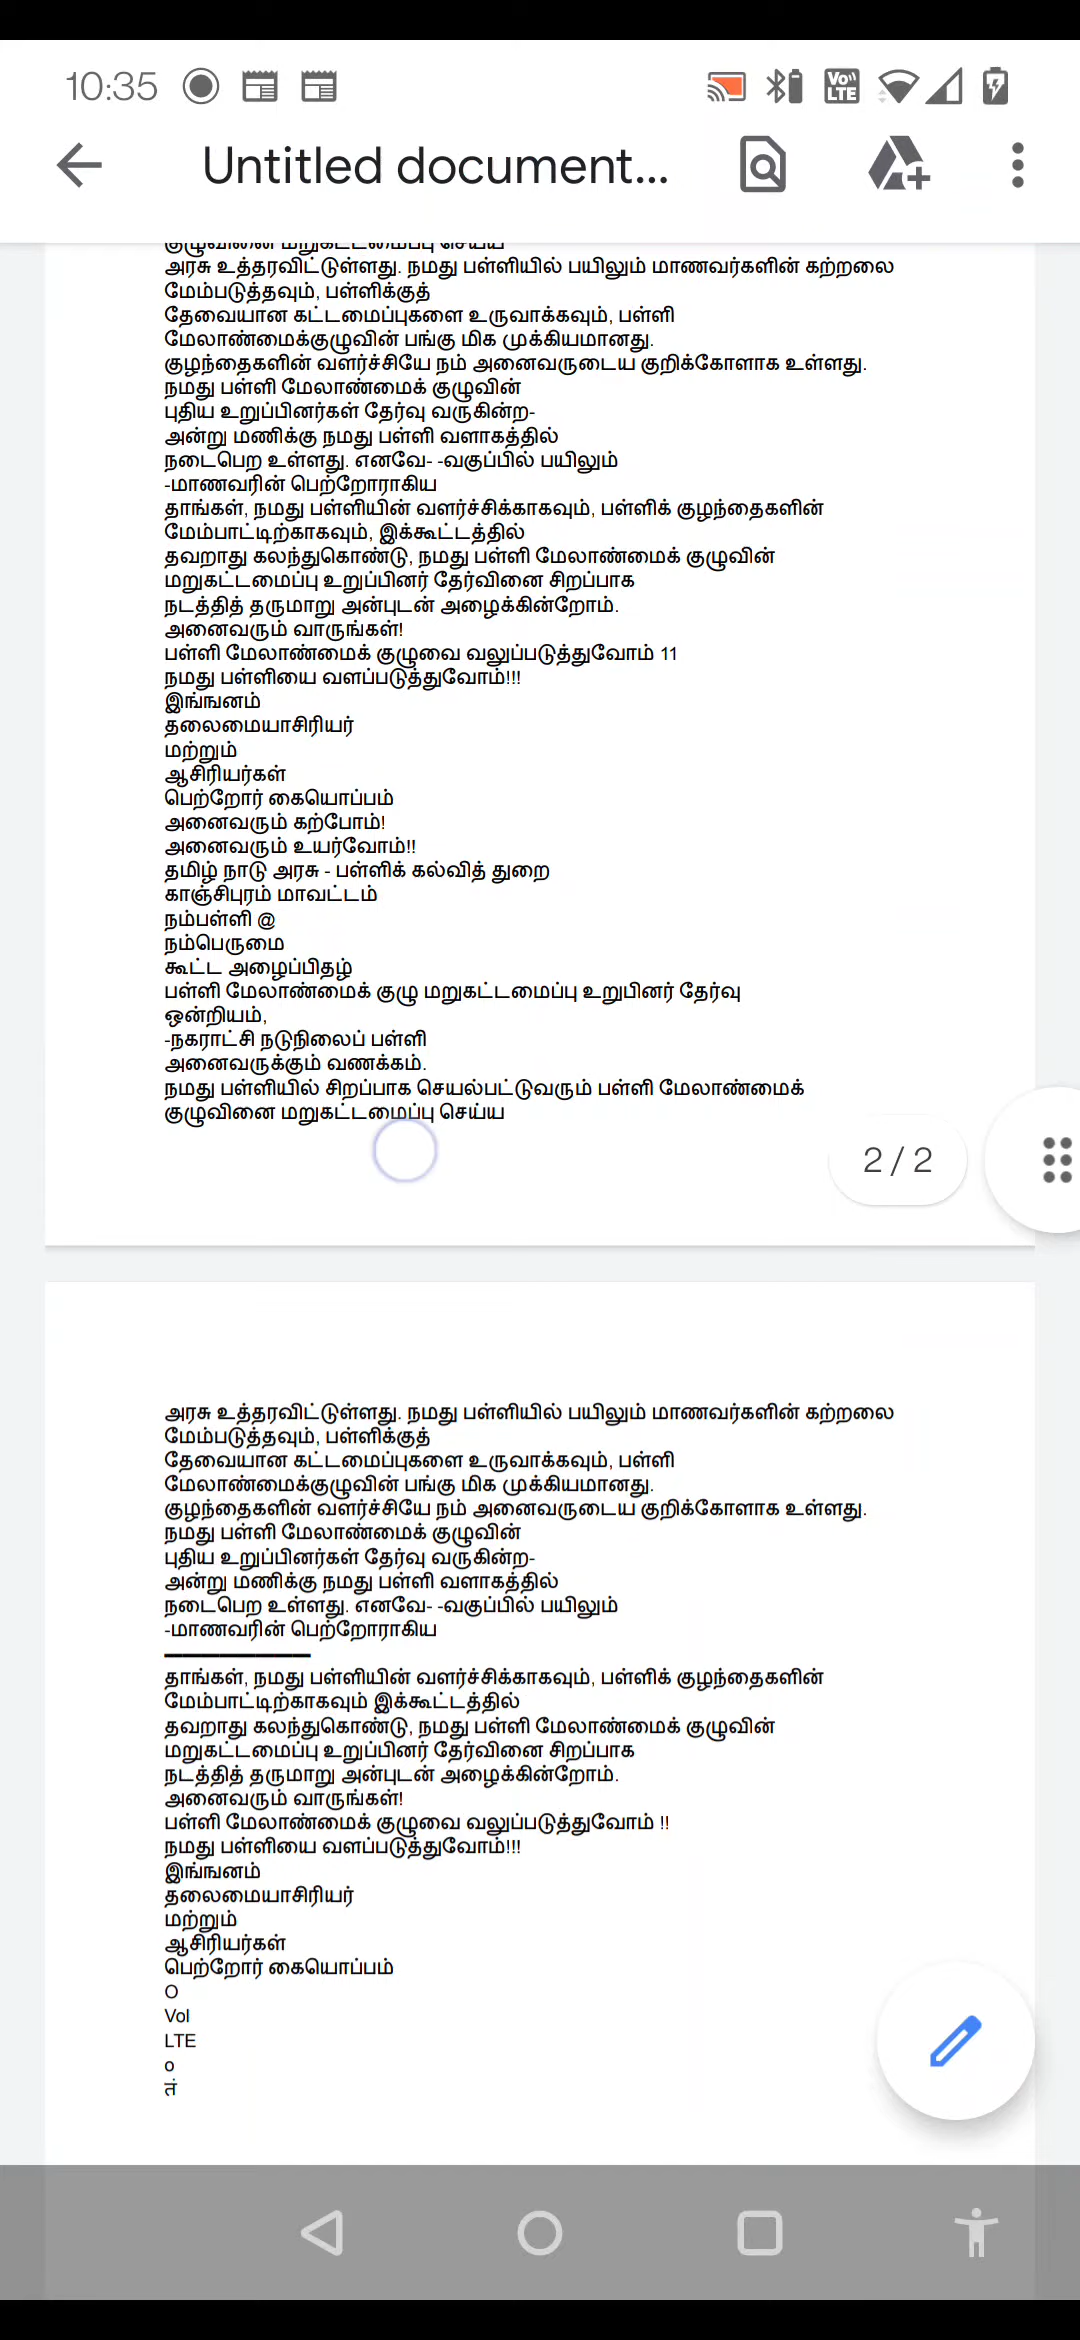 10:35
Vo LTE
Untitled document...
குழுவினை மறுகட்டமைப்பு செய்ய
அரசு உத்தரவிட்டுள்ளது. நமது பள்ளியில் பயிலும் மாணவர்களின் கற்றலை
மேம்படுத்தவும், பள்ளிக்குத்
தேவையான கட்டமைப்புகளை உருவாக்கவும், பள்ளி
மேலாண்மைக்குழுவின் பங்கு மிக முக்கியமானது.
குழந்தைகளின் வளர்ச்சியே நம் அனைவருடைய குறிக்கோளாக உள்ளது.
நமது பள்ளி மேலாண்மைக் குழுவின்
புதிய உறுப்பினர்கள் தேர்வு வருகின்ற-
அன்று மணிக்கு நமது பள்ளி வளாகத்தில்
நடைபெற உள்ளது. எனவே- -வகுப்பில் பயிலும்
-மாணவரின் பெற்றோராகிய
தாங்கள், நமது பள்ளியின் வளர்ச்சிக்காகவும், பள்ளிக் குழந்தைகளின்
மேம்பாட்டிற்காகவும், இக்கூட்டத்தில்
தவறாது கலந்துகொண்டு, நமது பள்ளி மேலாண்மைக் குழுவின்
மறுகட்டமைப்பு உறுப்பினர் தேர்வினை சிறப்பாக
நடத்தித் தருமாறு அன்புடன் அழைக்கின்றோம்.
அனைவரும் வாருங்கள்!
பள்ளி மேலாண்மைக் குழுவை வலுப்படுத்துவோம் 11
நமது பள்ளியை வளப்படுத்துவோம்!!!
இங்ஙனம்
தலைமையாசிரியர்
மற்றும்
ஆசிரியர்கள்
பெற்றோர் கையொப்பம்
அனைவரும் கற்போம்!
அனைவரும் உயர்வோம்!!
தமிழ் நாடு அரசு - பள்ளிக் கல்வித் துறை
காஞ்சிபுரம் மாவட்டம்
நம்பள்ளி @
நம்பெருமை
கூட்ட அழைப்பிதழ்
பள்ளி மேலாண்மைக் குழு மறுகட்டமைப்பு உறுபினர் தேர்வு
ஒன்றியம்,
-நகராட்சி நடுநிலைப் பள்ளி
அனைவருக்கும் வணக்கம்.
நமது பள்ளியில் சிறப்பாக செயல்பட்டுவரும் பள்ளி மேலாண்மைக்
குழுவினை மறுகட்டமைப்பு செய்ய
2 / 2
அரசு உத்தரவிட்டுள்ளது. நமது பள்ளியில் பயிலும் மாணவர்களின் கற்றலை
மேம்படுத்தவும், பள்ளிக்குத்
தேவையான கட்டமைப்புகளை உருவாக்கவும், பள்ளி
மேலாண்மைக்குழுவின் பங்கு மிக முக்கியமானது.
குழந்தைகளின் வளர்ச்சியே நம் அனைவருடைய குறிக்கோளாக உள்ளது.
நமது பள்ளி மேலாண்மைக் குழுவின்
புதிய உறுப்பினர்கள் தேர்வு வருகின்ற-
அன்று மணிக்கு நமது பள்ளி வளாகத்தில்
நடைபெற உள்ளது. எனவே- -வகுப்பில் பயிலும்
-மாணவரின் பெற்றோராகிய
தாங்கள், நமது பள்ளியின் வளர்ச்சிக்காகவும், பள்ளிக் குழந்தைகளின்
மேம்பாட்டிற்காகவும் இக்கூட்டத்தில்
தவறாது கலந்துகொண்டு, நமது பள்ளி மேலாண்மைக் குழுவின்
மறுகட்டமைப்பு உறுப்பினர் தேர்வினை சிறப்பாக
நடத்தித் தருமாறு அன்புடன் அழைக்கின்றோம்.
அனைவரும் வாருங்கள்!
பள்ளி மேலாண்மைக் குழுவை வலுப்படுத்துவோம் !!
நமது பள்ளியை வளப்படுத்துவோம்!!!
இங்ஙனம்
தலைமையாசிரியர்
மற்றும்
ஆசிரியர்கள்
பெற்றோர் கையொப்பம்
O
Vol
LTE
o